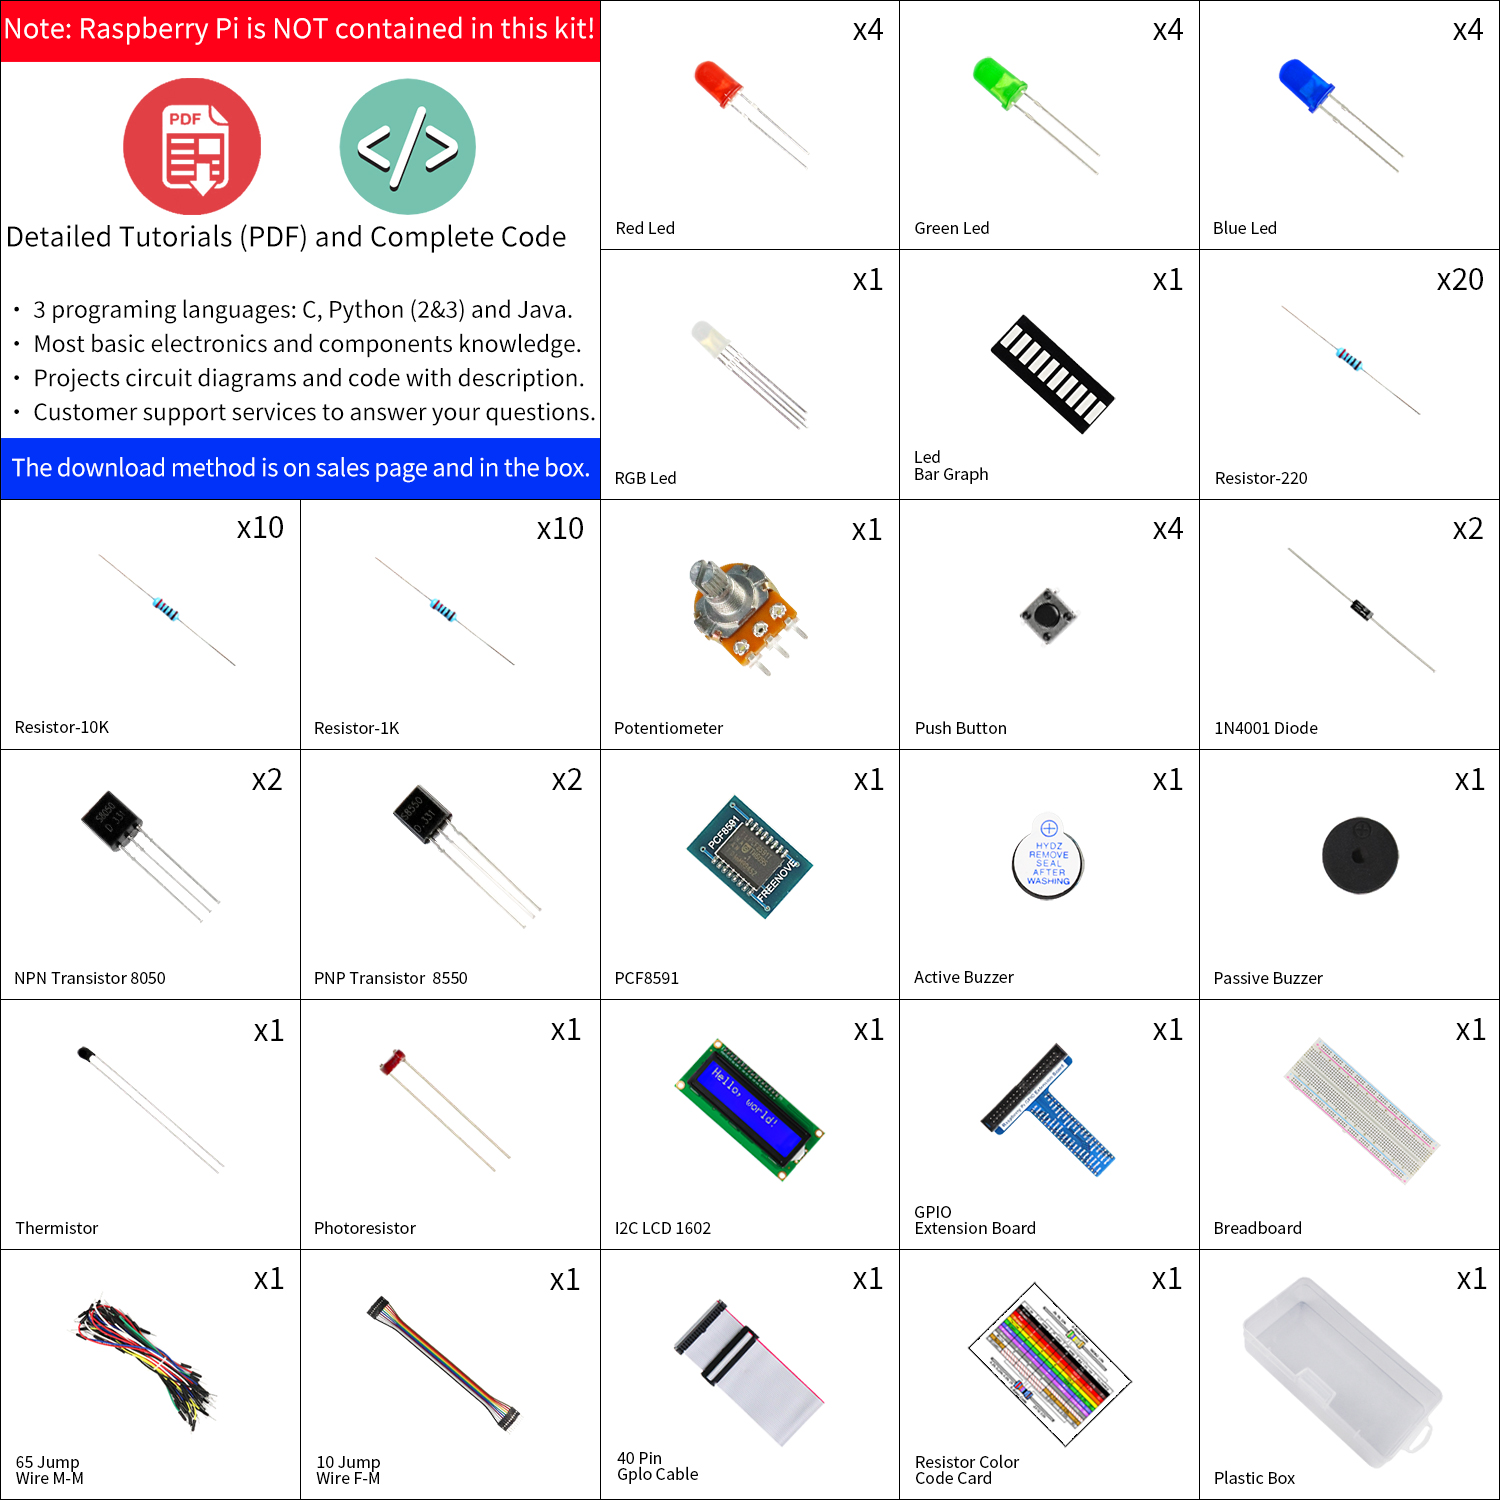 Note: Raspberry Pi is NOT contained in this kit!
PDF
</>
Detailed Tutorials (PDF) and Complete Code
• 3 programing languages: C, Python (2&3) and Java.
• Most basic electronics and components knowledge.
• Projects circuit diagrams and code with description.
• Customer support services to answer your questions.
The download method is on sales page and in the box.
x4
Red Led
x4
Green Led
x4
Blue Led
x1
RGB Led
x1
Led
Bar Graph
x20
Resistor-220
x10
Resistor-10K
x10
Resistor-1K
x1
Potentiometer
x4
Push Button
x2
1N4001 Diode
x2
S8050
D 331
NPN Transistor 8050
x2
S8550
D 331
PNP Transistor 8550
x1
PCF8591
FREENOVE
PCF8591
x1
HYDZ
REMOVE
SEAL
AFTER
WASHING
Active Buzzer
x1
Passive Buzzer
x1
Thermistor
x1
Photoresistor
x1
Hello, world!
I2C LCD 1602
x1
Raspberry Pi GPIO Extension Board
GPIO
Extension Board
x1
Breadboard
x1
65 Jump
Wire M-M
x1
10 Jump
Wire F-M
x1
40 Pin
Gplo Cable
x1
Resistor Color
Code Card
x1
Plastic Box